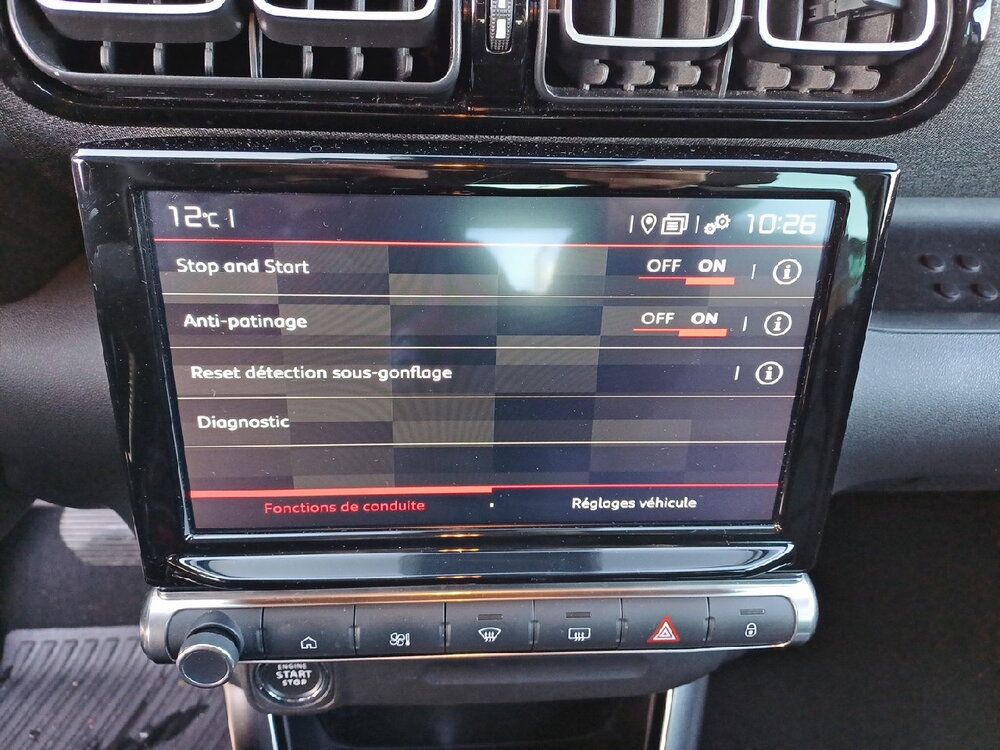 12°C
10:26
Stop and Start OFF ON
Anti-patinage OFF ON
Reset détection sous-gonflage
Diagnostic
Fonctions de conduite Réglages véhicule
ENGINE
START
STOP